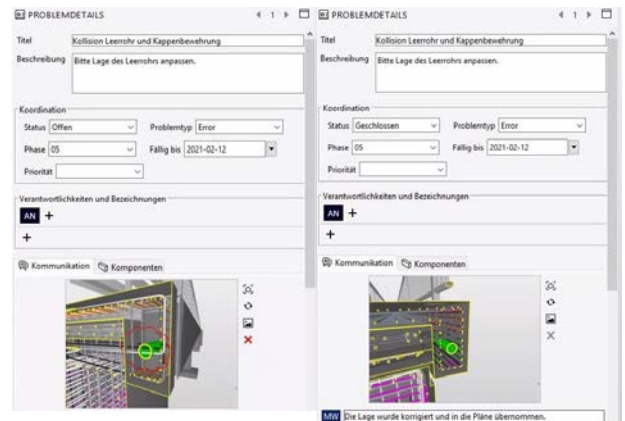 PROBLEMDETAILS
1
Titel Kollision Leerrohr und Kappenbewehrung
Beschreibung Bitte Lage des Leerrohrs anpassen.
Koordination
Status Offen Problemtyp Error
Phase 05 Fällig bis 2021-02-12
Priorität
Verantwortlichkeiten und Bezeichnungen
AN +
+
Kommunikation Komponenten
PROBLEMDETAILS
1
Titel Kollision Leerrohr und Kappenbewehrung
Beschreibung Bitte Lage des Leerrohrs anpassen.
Koordination
Status Geschlossen Problemtyp Error
Phase 05 Fällig bis 2021-02-12
Priorität
Verantwortlichkeiten und Bezeichnungen
AN +
+
Kommunikation Komponenten
MW Die Lage wurde korrigiert und in die Pläne übernommen.